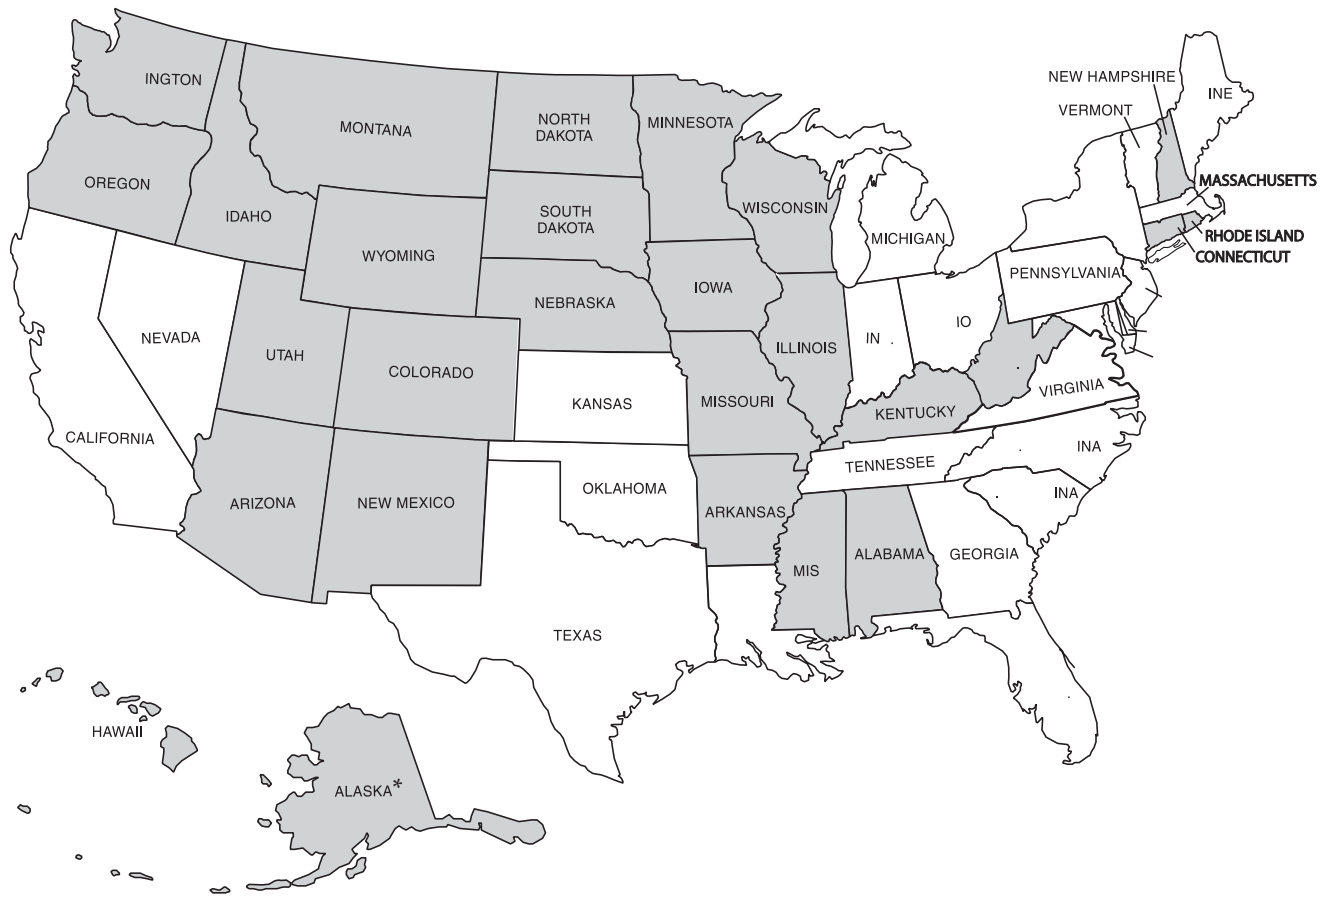 NEW HAMPSHIRE
INGTON
INE
VERMONT
MONTANA
NORTH
DAKOTA
MINNESOTA
OREGON
MASSACHUSETTS
IDAHO
SOUTH
DAKOTA
WISCONSIN
MICHIGAN
RHODE ISLAND
CONNECTICUT
WYOMING
PENNSYLVANIA
IOWA
NEBRASKA
NEVADA
IO
IN
UTAH
ILLINOIS
COLORADO
VIRGINIA
KANSAS
MISSOURI
KENTUCKY
CALIFORNIA
INA
TENNESSEE
OKLAHOMA
INA
ARIZONA
NEW MEXICO
ARKANSAS
ALABAMA
GEORGIA
MIS
TEXAS
HAWAII
ALASKA*